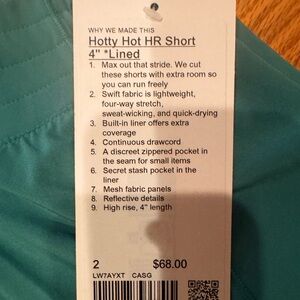 WHY WE MADE THIS
Hotty Hot HR Short
4" *Lined
1. Max out that stride. We cut
these shorts with extra room so
you can run freely
2. Swift fabric is lightweight,
four-way stretch,
sweat-wicking, and quick-drying
3. Built-in liner offers extra
coverage
4. Continuous drawcord
5. A discreet zippered pocket in
the seam for small items
6. Secret stash pocket in the
liner
7. Mesh fabric panels
8. Reflective details
9. High rise, 4" length
2 $68.00
LW7AYXT CASG